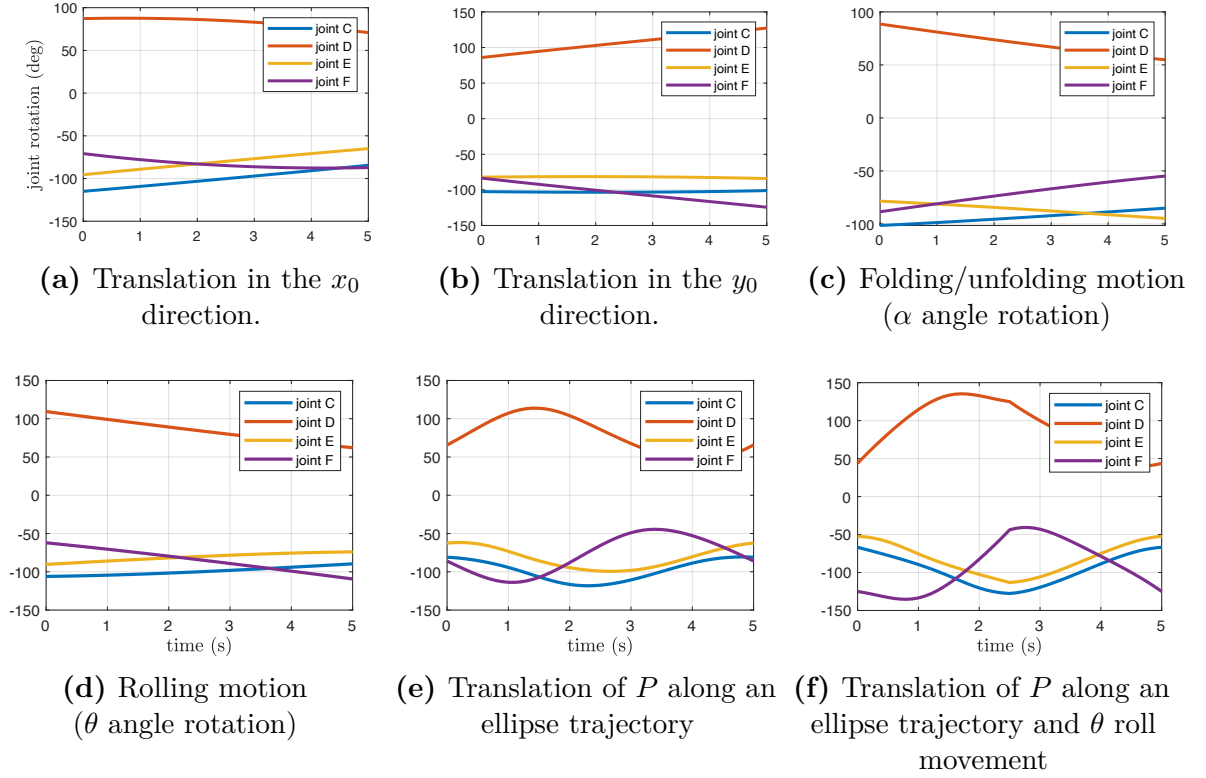 100
50
0
-50
-100
-150
joint rotation (deg)
0 1 2 3 4 5
joint C
joint D
joint E
joint F
(a) Translation in the x₀
direction.
150
100
50
0
-50
-100
-150
0 1 2 3 4 5
joint C
joint D
joint E
joint F
(b) Translation in the y₀
direction.
100
50
0
-50
-100
0 1 2 3 4 5
joint C
joint D
joint E
joint F
(c) Folding/unfolding motion
(α angle rotation)
150
100
50
0
-50
-100
-150
0 1 2 3 4 5
time (s)
joint C
joint D
joint E
joint F
(d) Rolling motion
(θ angle rotation)
150
100
50
0
-50
-100
-150
0 1 2 3 4 5
time (s)
joint C
joint D
joint E
joint F
(e) Translation of P along an
ellipse trajectory
150
100
50
0
-50
-100
-150
0 1 2 3 4 5
time (s)
joint C
joint D
joint E
joint F
(f) Translation of P along an
ellipse trajectory and θ roll
movement